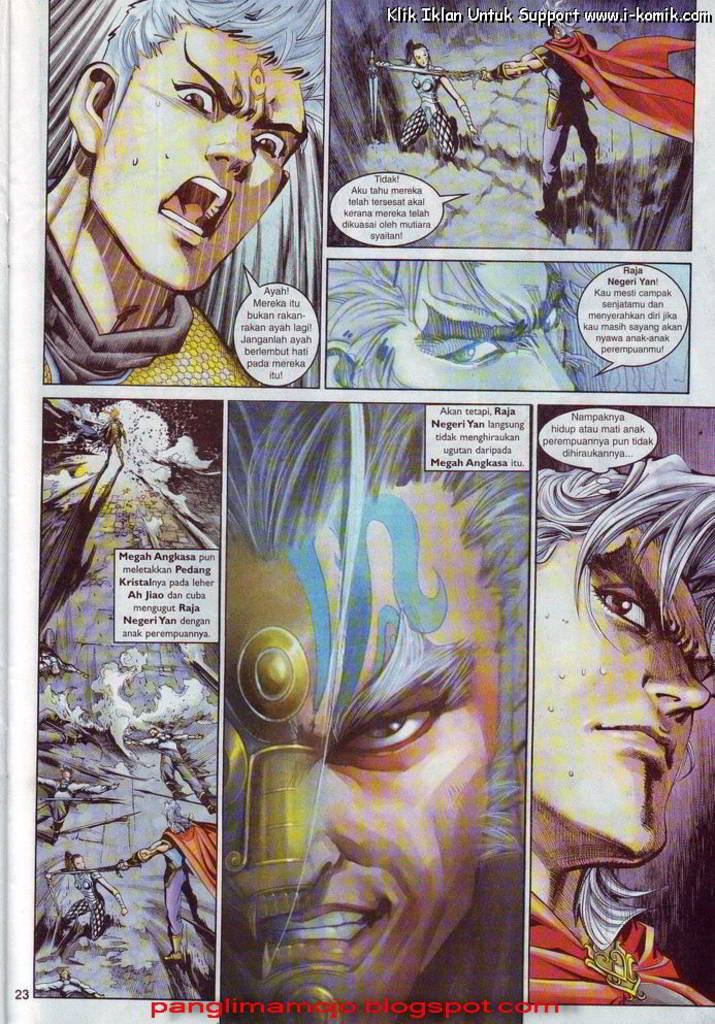 Klik Iklan Untuk Support www.i-komik.com
Ayah!
Mereka itu
bukan rakan-
rakan ayah lagi!
Janganlah ayah
berlembut hati
pada mereka
itu!
Tidak!
Aku tahu mereka
telah tersesat akal
kerana mereka telah
dikuasai oleh mutiara
syaitan!
Raja
Negeri Yan!
Kau mesti campak
senjatamu dan
menyerahkan diri jika
kau masih sayang akan
nyawa anak-anak
perempuanmu!
Megah Angkasa pun
meletakkan Pedang
Kristalnya pada leher
Ah Jiao dan cuba
mengugut Raja
Negeri Yan dengan
anak perempuannya.
Akan tetapi, Raja
Negeri Yan langsung
tidak menghiraukan
ugutan daripada
Megah Angkasa itu.
Nampaknya
hidup atau mati anak
perempuannya pun tidak
dihiraukannya...
23
panglimamojo.blogspot.com